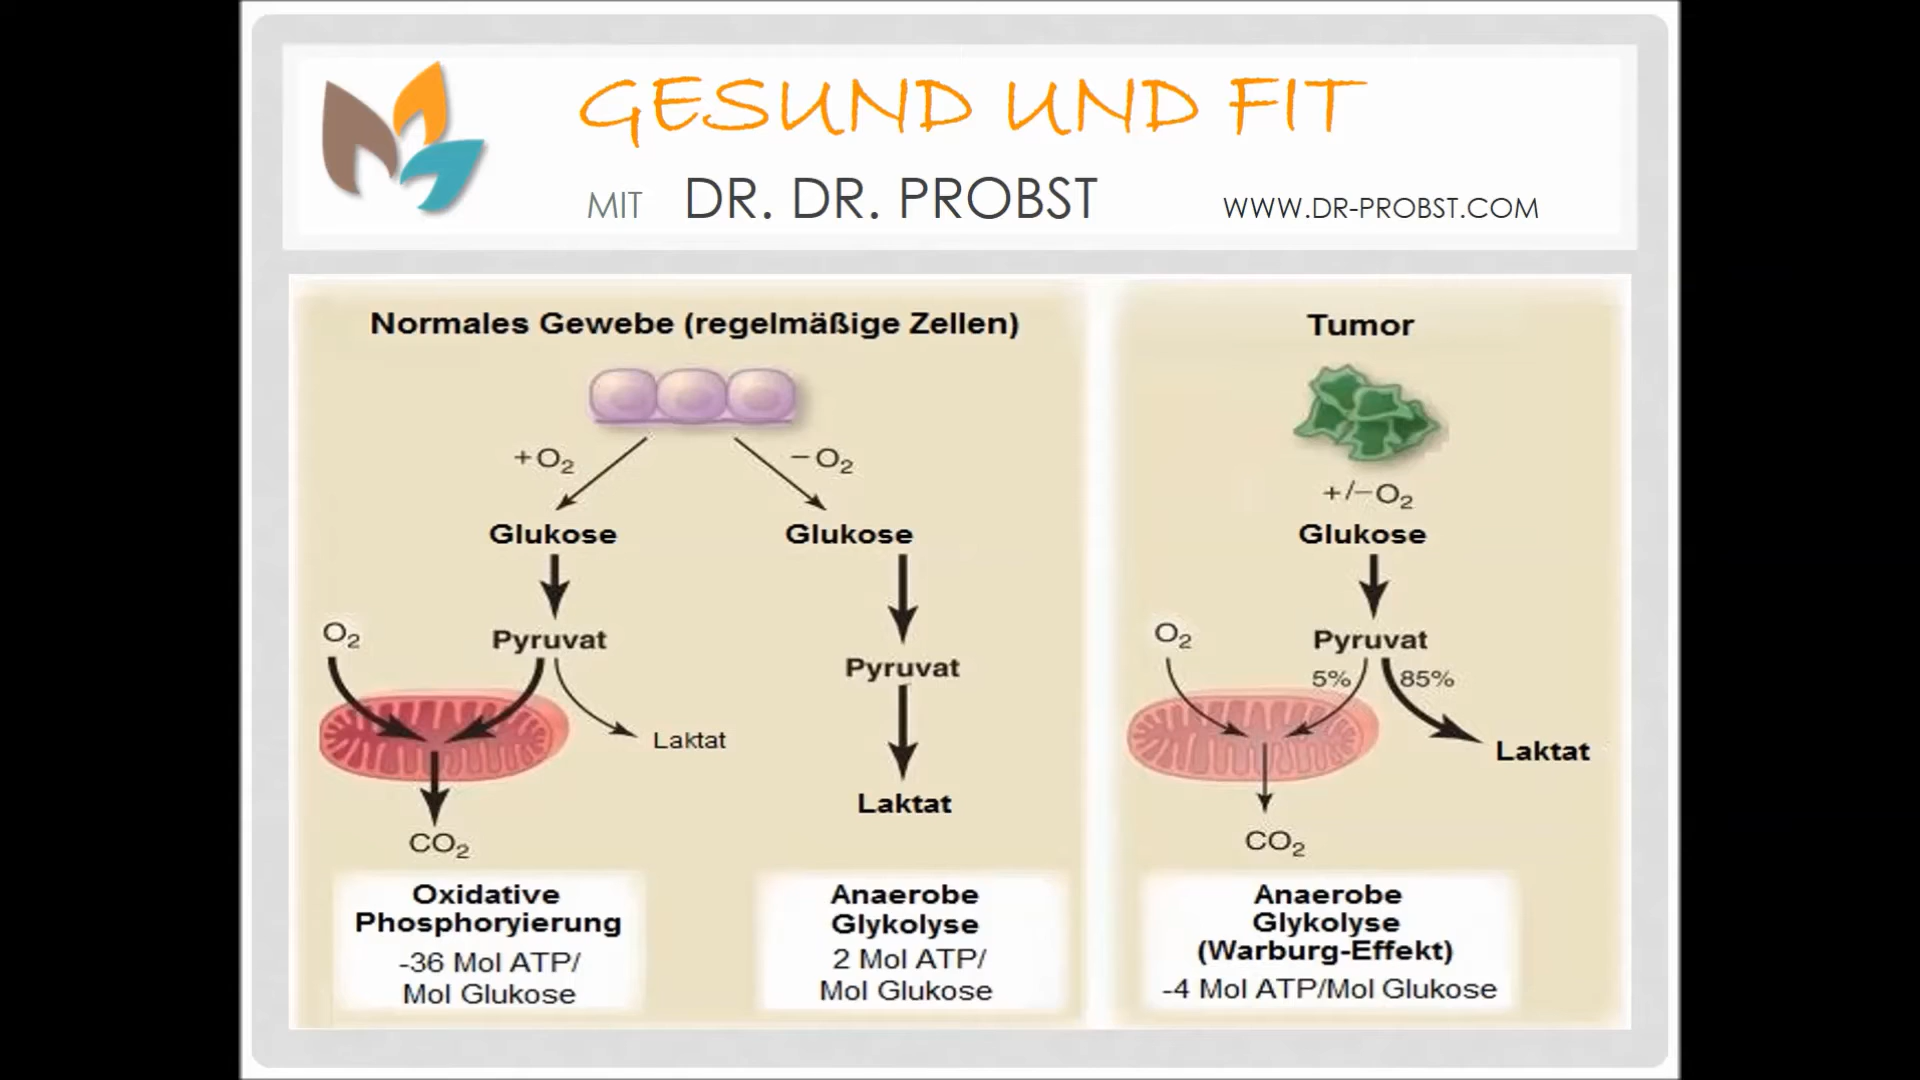 GESUND UND FIT
MIT DR. DR. PROBST WWW.DR-PROBST.COM
Normales Gewebe (regelmäßige Zellen)
+O₂
−O₂
Glukose
Glukose
O₂
Pyruvat
Pyruvat
Laktat
Laktat
CO₂
Oxidative
Phosphoryierung
-36 Mol ATP/
Mol Glukose
Anaerobe
Glykolyse
2 Mol ATP/
Mol Glukose
Tumor
+/−O₂
Glukose
O₂
Pyruvat
5%
85%
Laktat
CO₂
Anaerobe
Glykolyse
(Warburg-Effekt)
-4 Mol ATP/Mol Glukose